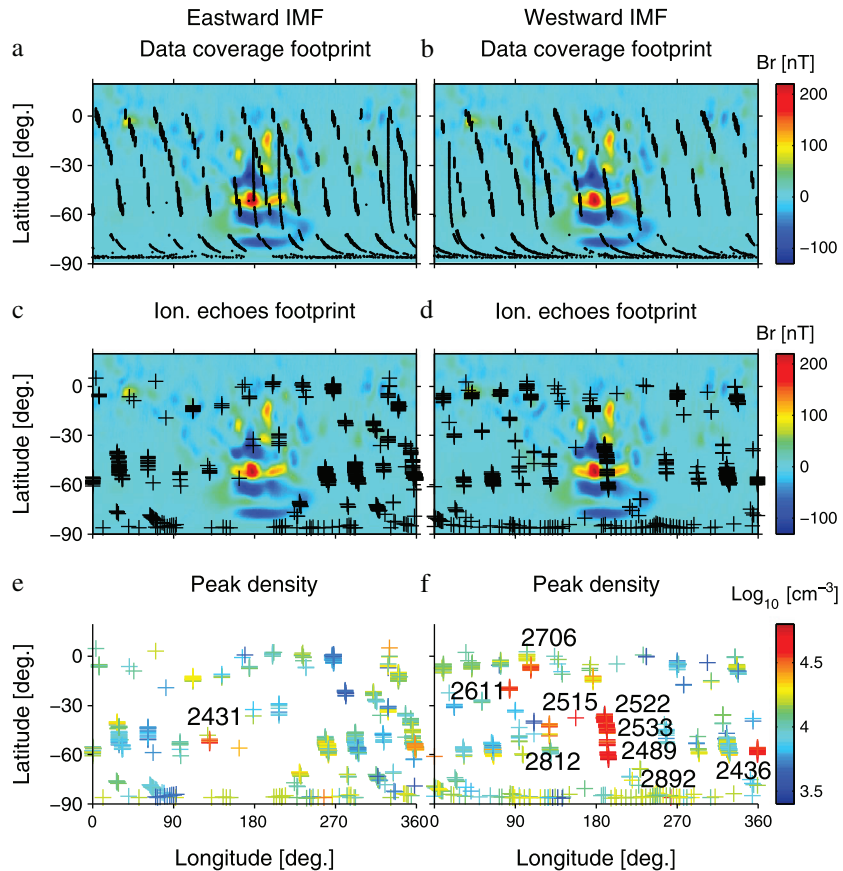 Eastward IMF
Westward IMF
a
Data coverage footprint
b
Data coverage footprint
Br [nT]
Latitude [deg.]
0
−30
−60
−90
200
100
0
−100
c
Ion. echoes footprint
d
Ion. echoes footprint
Br [nT]
Latitude [deg.]
0
−30
−60
−90
200
100
0
−100
e
Peak density
f
Peak density
Log10 [cm−3]
Latitude [deg.]
0
−30
−60
−90
2431
2706
2611
2515
2522
2533
2489
2812
2892
2436
4.5
4
3.5
0 90 180 270 360
0 90 180 270 360
Longitude [deg.]
Longitude [deg.]